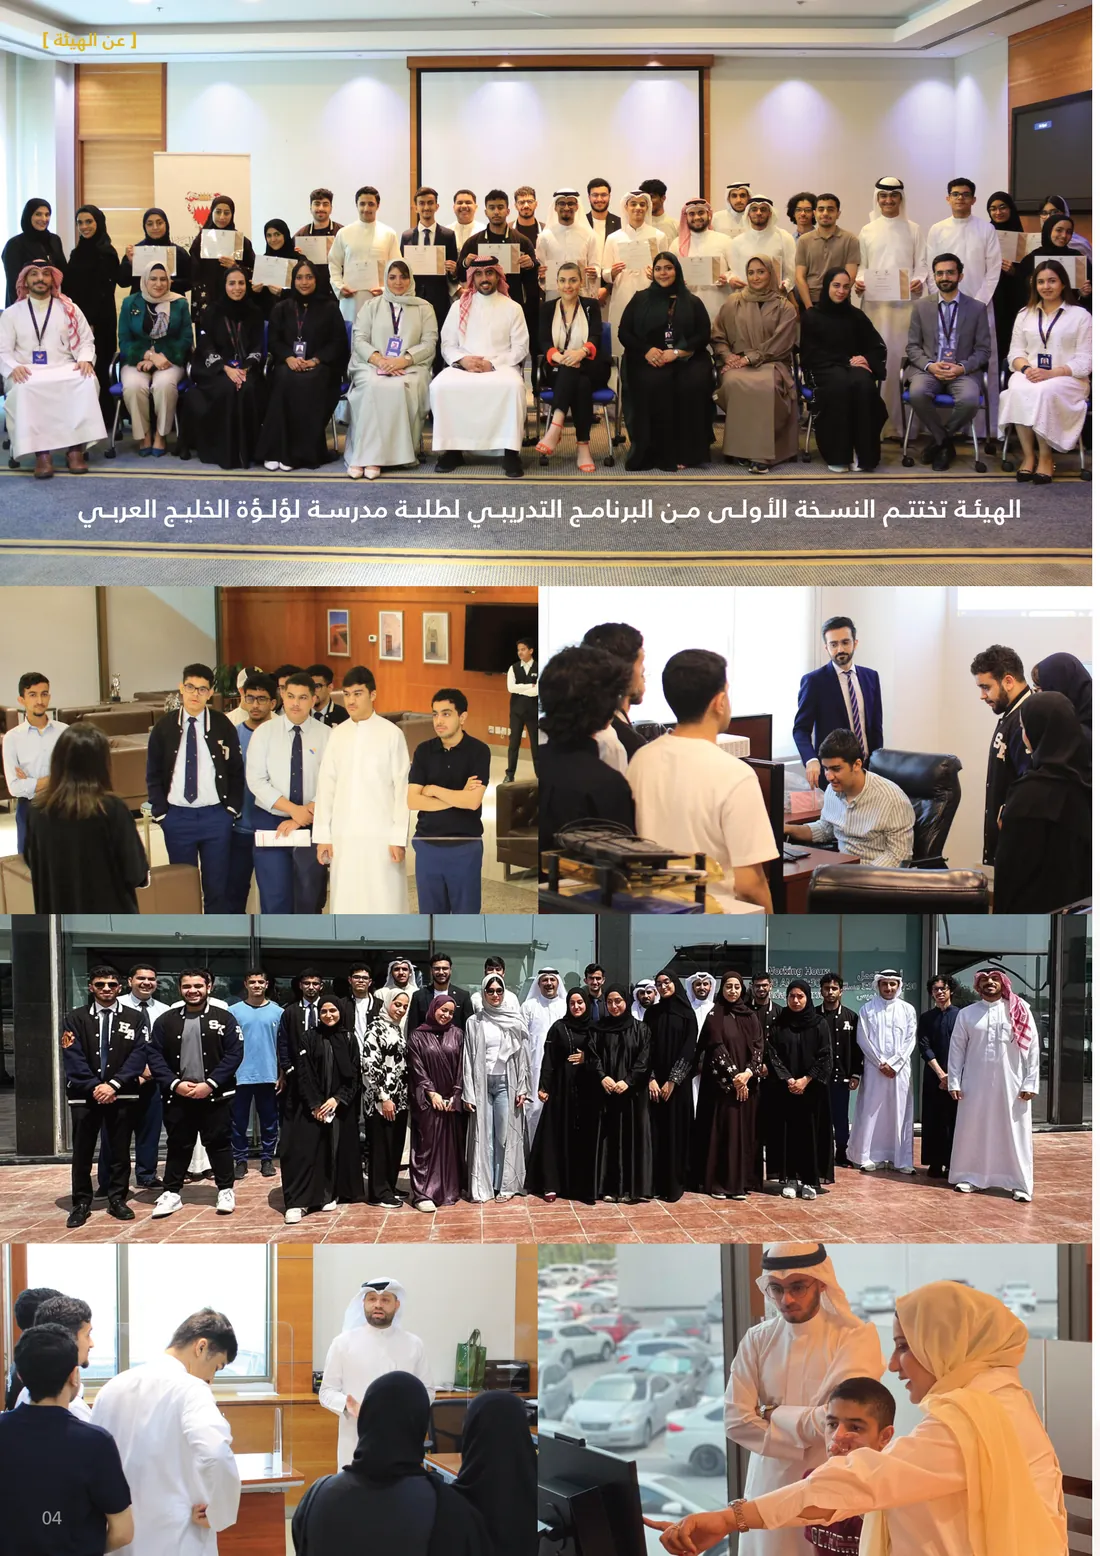 [ عن الهيئة ]
الهيئة تختتم النسخة الأولى من البرنامج التدريبي لطلبة مدرسة لؤلؤة الخليج العربي
Working Hours
04